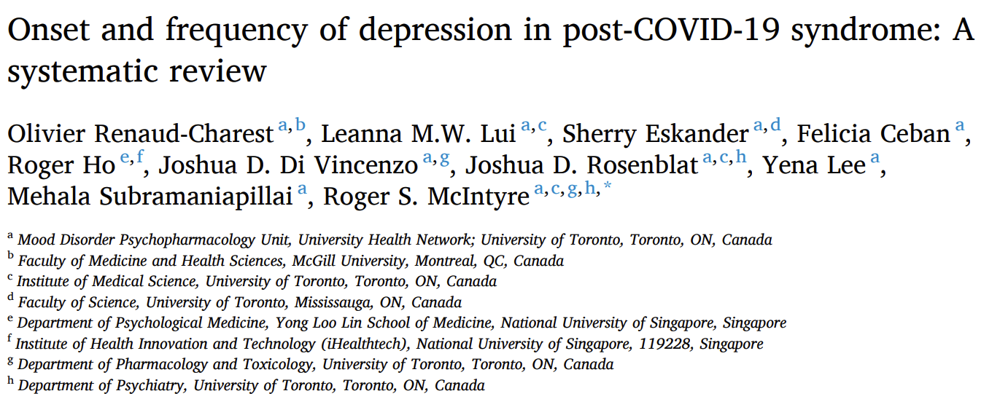 Onset and frequency of depression in post-COVID-19 syndrome: A
systematic review
Olivier Renaud-Charest a,b, Leanna M.W. Lui a,c, Sherry Eskander a,d, Felicia Ceban a,
Roger Ho e,f, Joshua D. Di Vincenzo a,g, Joshua D. Rosenblat a,c,h, Yena Lee a,
Mehala Subramaniapillai a, Roger S. McIntyre a,c,g,h,*
a Mood Disorder Psychopharmacology Unit, University Health Network; University of Toronto, Toronto, ON, Canada
b Faculty of Medicine and Health Sciences, McGill University, Montreal, QC, Canada
c Institute of Medical Science, University of Toronto, Toronto, ON, Canada
d Faculty of Science, University of Toronto, Mississauga, ON, Canada
e Department of Psychological Medicine, Yong Loo Lin School of Medicine, National University of Singapore, Singapore
f Institute of Health Innovation and Technology (iHealthtech), National University of Singapore, 119228, Singapore
g Department of Pharmacology and Toxicology, University of Toronto, Toronto, ON, Canada
h Department of Psychiatry, University of Toronto, Toronto, ON, Canada